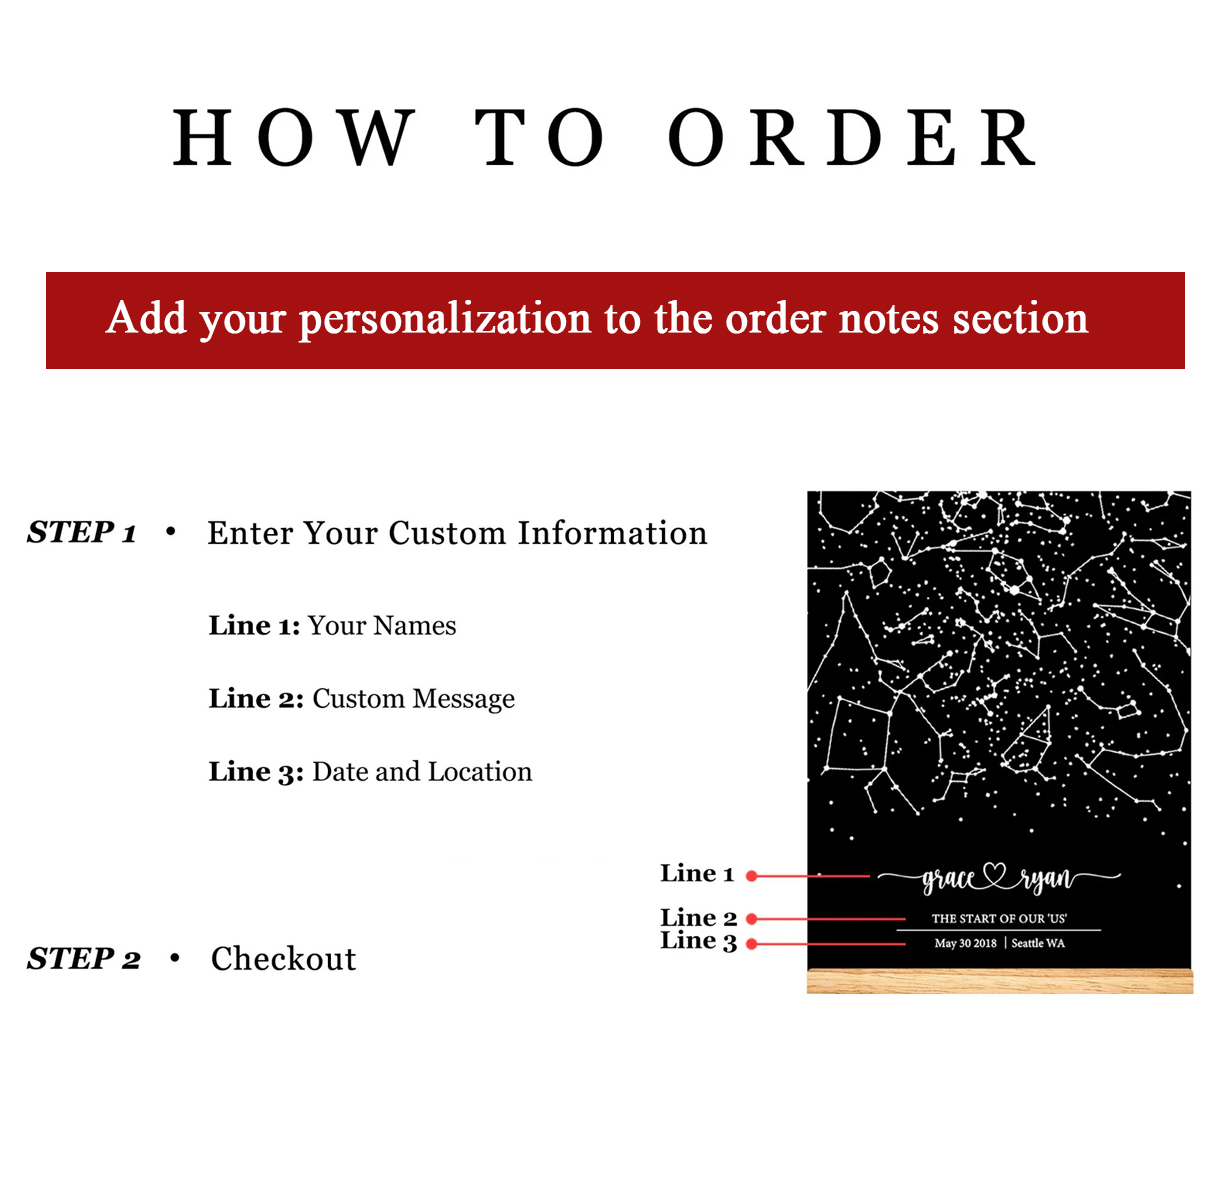 HOW TO ORDER
Add your personalization to the order notes section
STEP 1 • Enter Your Custom Information
Line 1: Your Names
Line 2: Custom Message
Line 3: Date and Location
Line 1
grace ryan
Line 2
THE START OF OUR 'US'
Line 3
May 30 2018 | Seattle WA
STEP 2 • Checkout